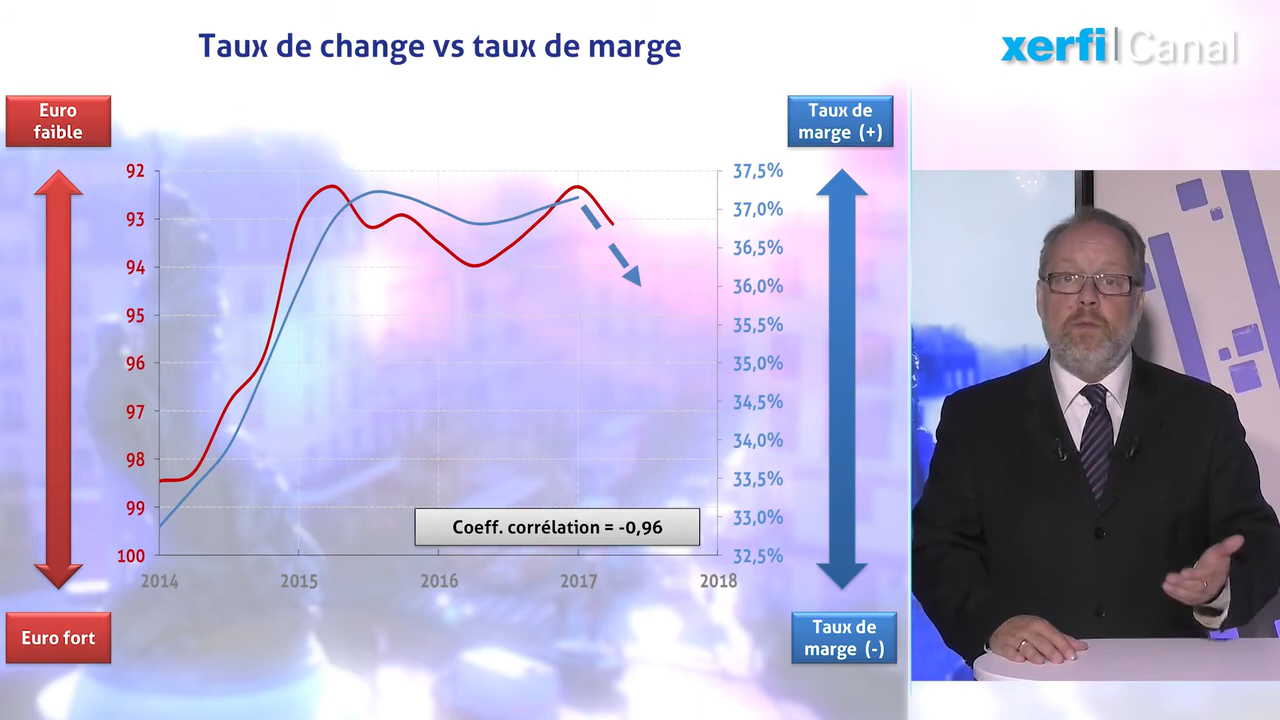 Taux de change vs taux de marge
xerfi Canal
Euro
faible
Taux de
marge (+)
92
93
94
95
96
97
98
99
100
37,5%
37,0%
36,5%
36,0%
35,5%
35,0%
34,5%
34,0%
33,5%
33,0%
32,5%
Coeff. corrélation = -0,96
2014
2015
2016
2017
2018
Euro fort
Taux de
marge (-)